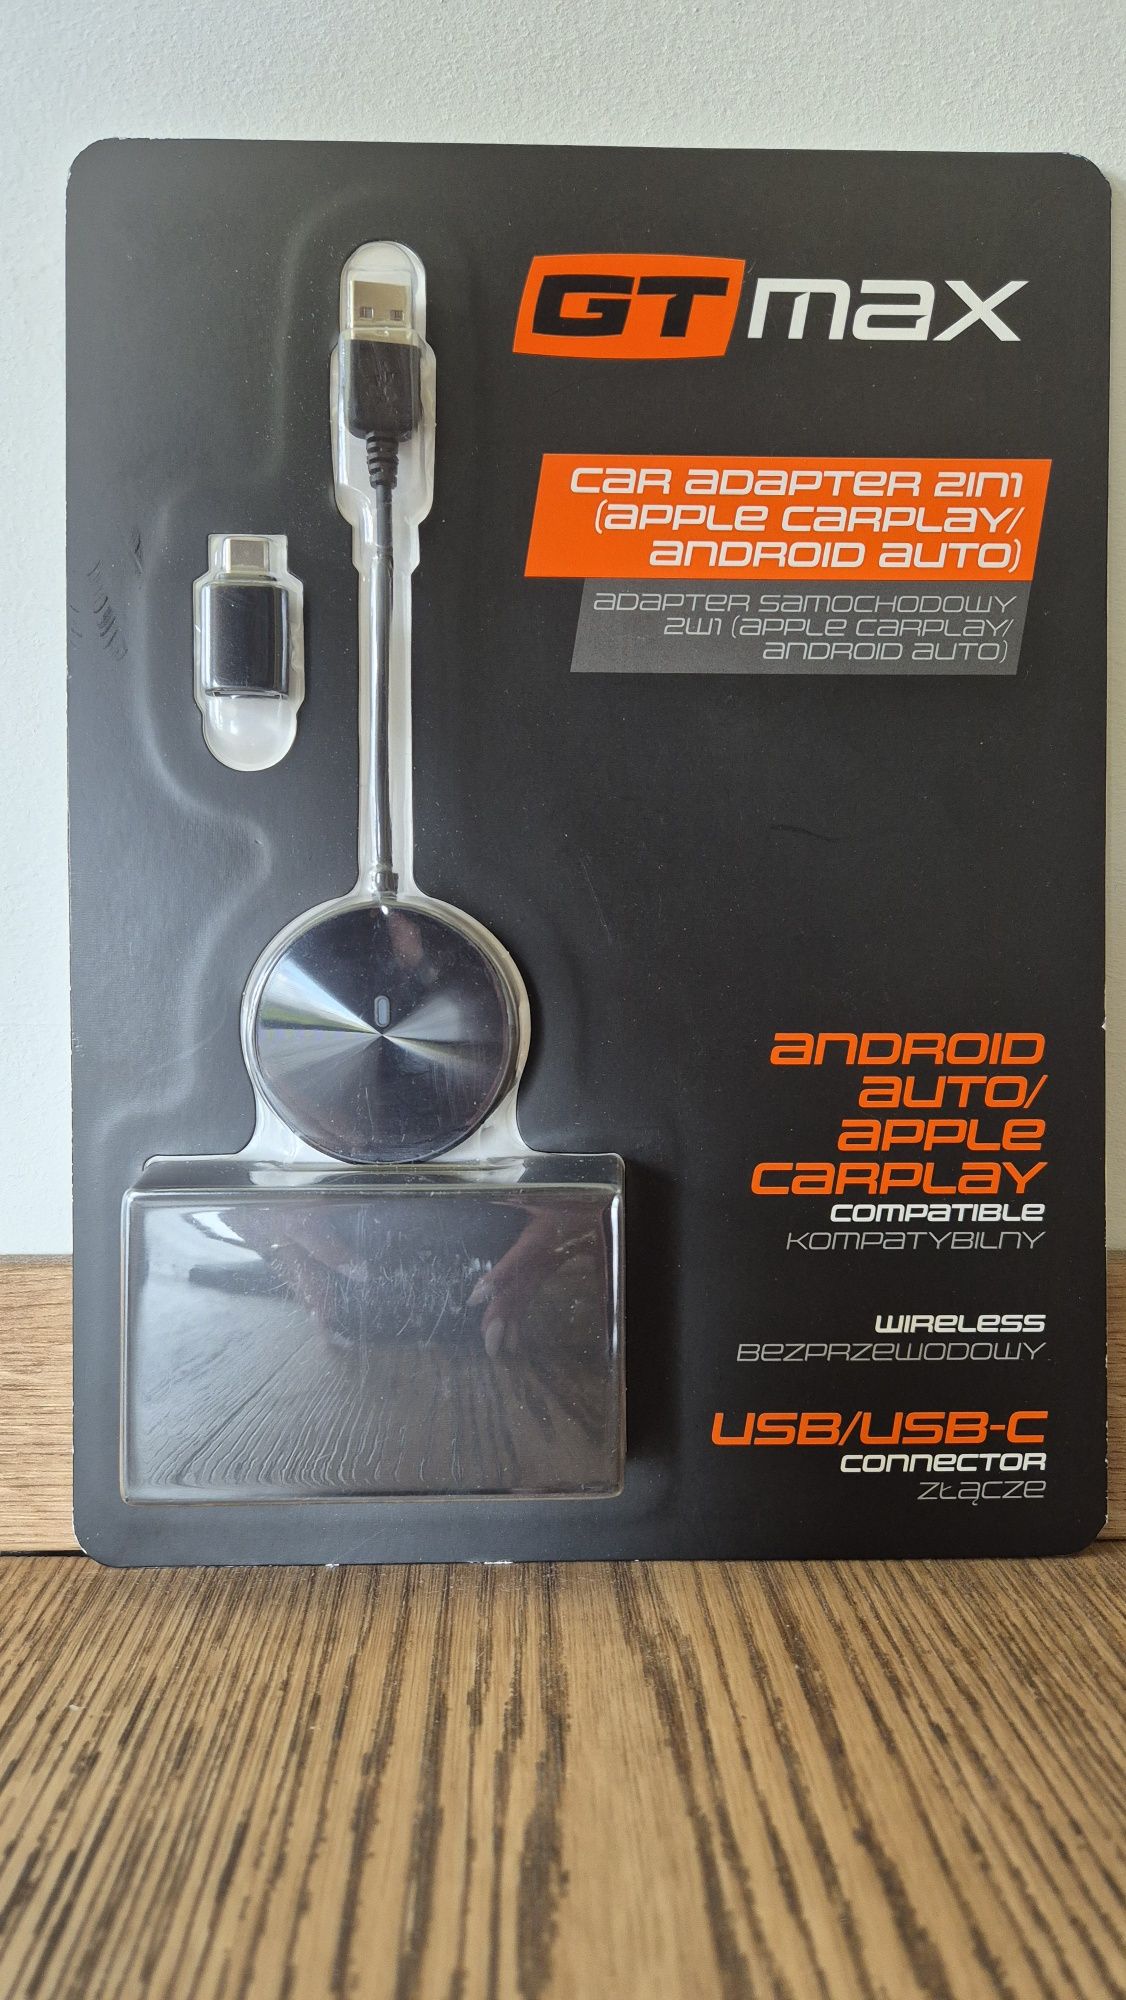 GT max
CAR ADAPTER 2IN1
(APPLE CARPLAY/
ANDROID AUTO)
ADAPTER SAMOCHODOWY
2W1 (APPLE CARPLAY/
ANDROID AUTO)
ANDROID
AUTO/
APPLE
CARPLAY
COMPATIBLE
KOMPATYBILNY
WIRELESS
BEZPRZEWODOWY
USB/USB-C
CONNECTOR
ZŁĄCZE